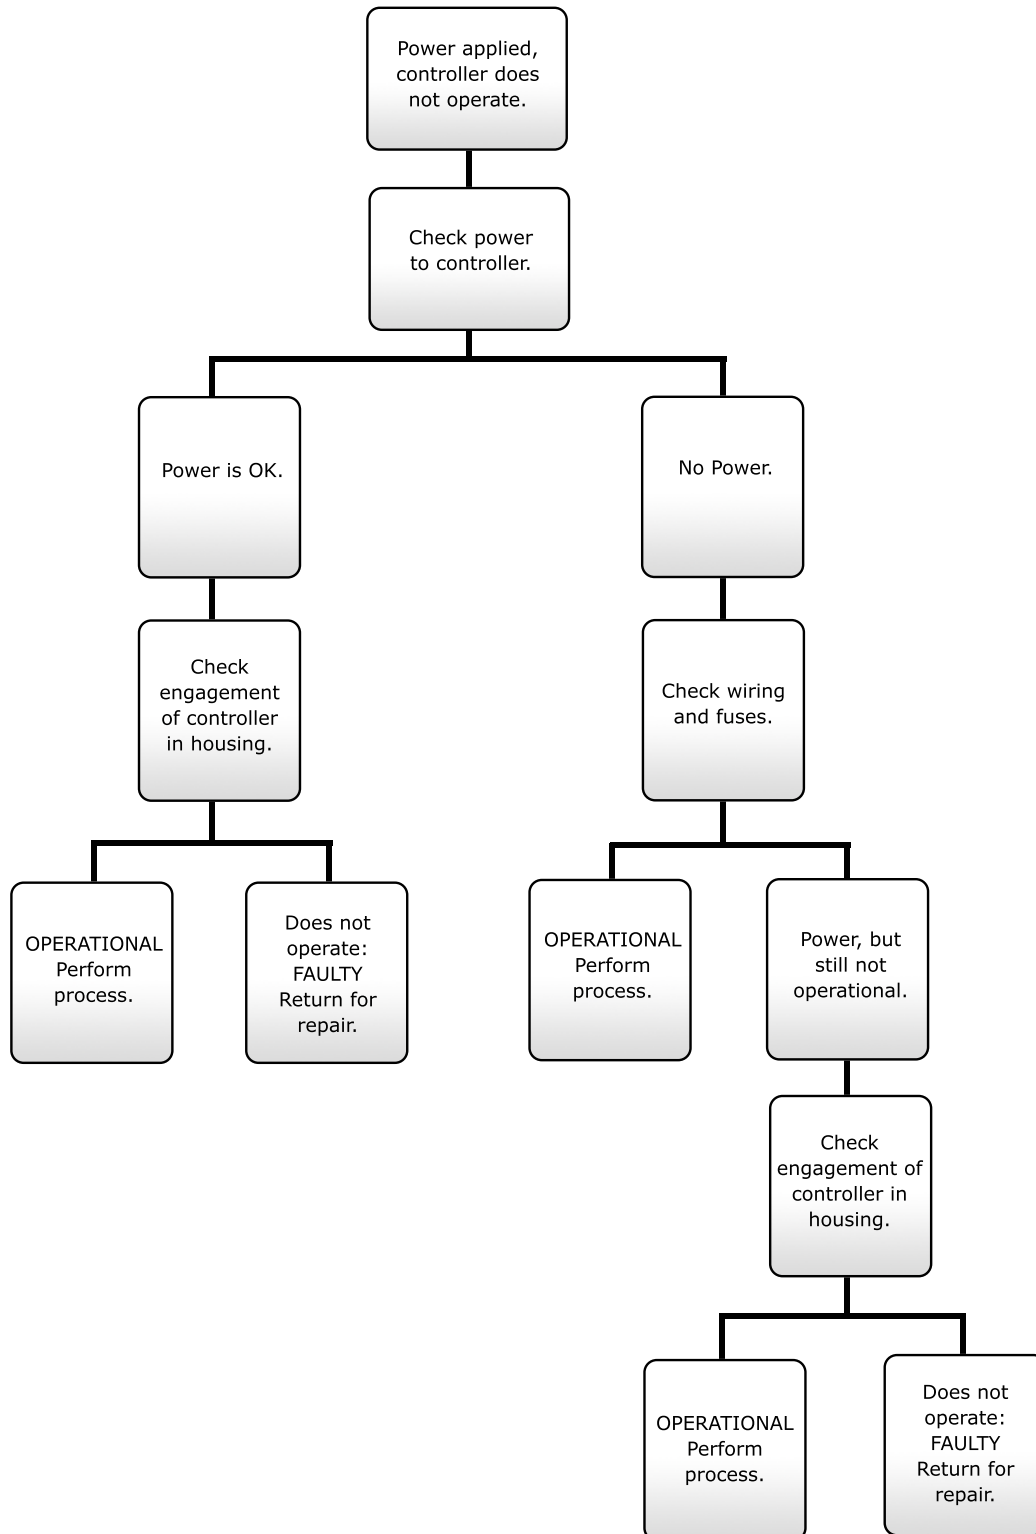 Power applied,
controller does
not operate.
Check power
to controller.
Power is OK.
No Power.
Check
engagement
of controller
in housing.
Check wiring
and fuses.
OPERATIONAL
Perform
process.
Does not
operate:
FAULTY
Return for
repair.
OPERATIONAL
Perform
process.
Power, but
still not
operational.
Check
engagement of
controller in
housing.
OPERATIONAL
Perform
process.
Does not
operate:
FAULTY
Return for
repair.